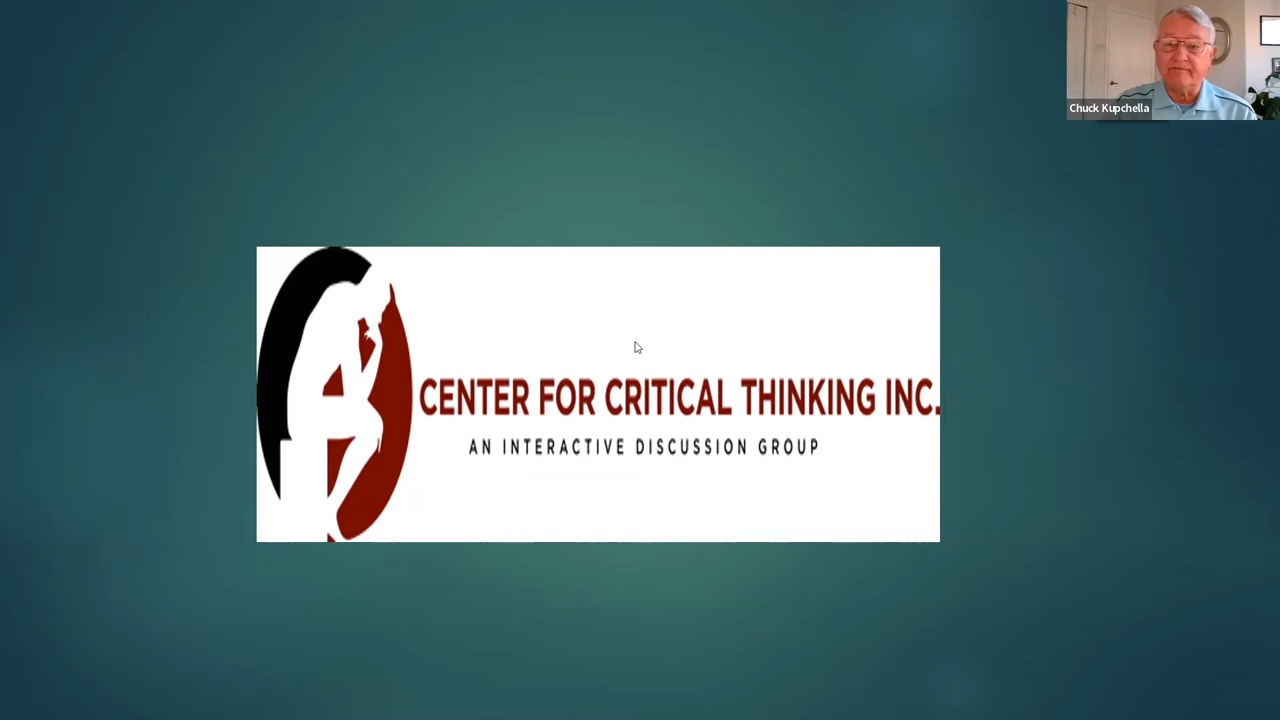 Chuck Kupchella
CENTER FOR CRITICAL THINKING INC.
AN INTERACTIVE DISCUSSION GROUP